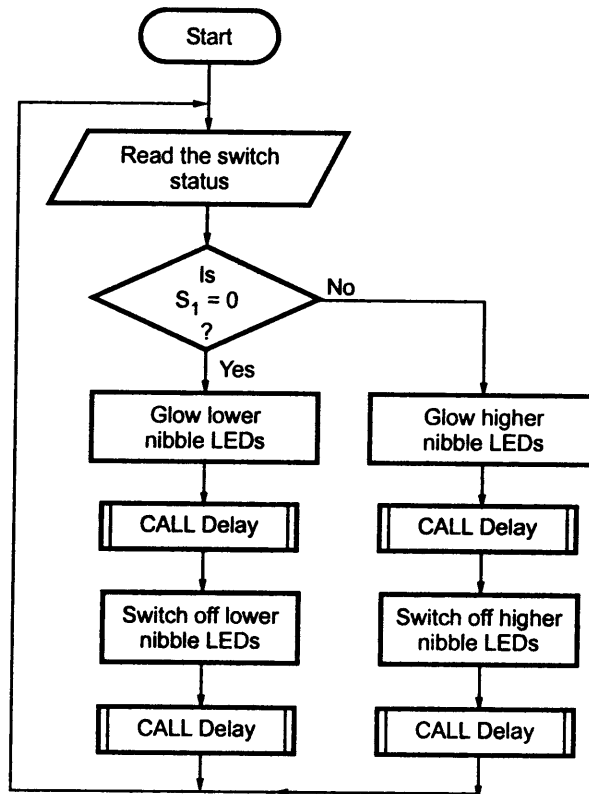 Start
Read the switch
status
Is
S₁ = 0
?
No
Yes
Glow lower
nibble LEDs
Glow higher
nibble LEDs
CALL Delay
CALL Delay
Switch off lower
nibble LEDs
Switch off higher
nibble LEDs
CALL Delay
CALL Delay